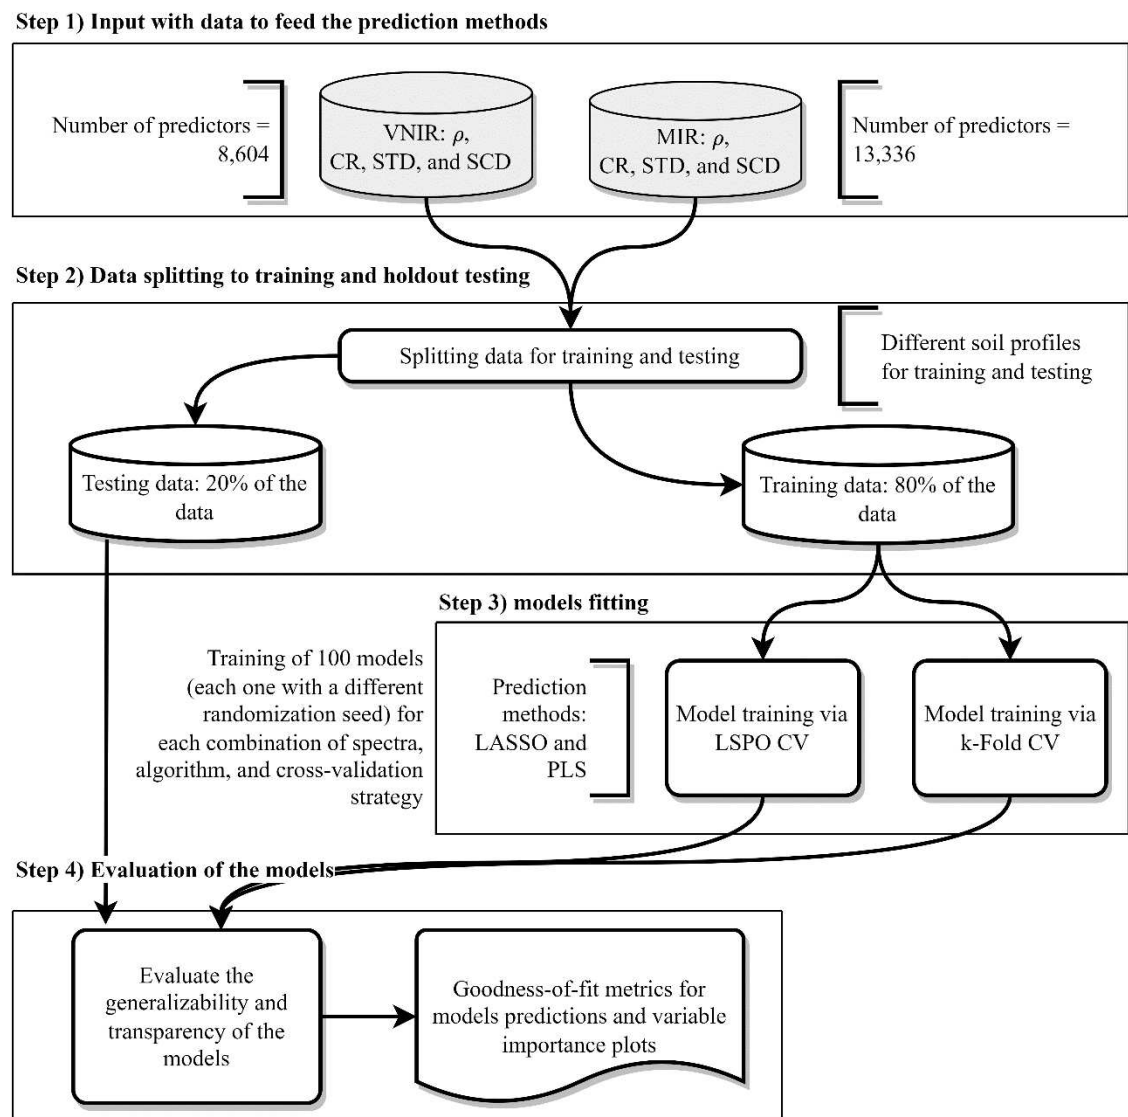 Step 1) Input with data to feed the prediction methods
Number of predictors =
8,604
VNIR: ρ,
CR, STD, and SCD
MIR: ρ,
CR, STD, and SCD
Number of predictors =
13,336
Step 2) Data splitting to training and holdout testing
Splitting data for training and testing
Different soil profiles
for training and testing
Testing data: 20% of the
data
Training data: 80% of the
data
Step 3) models fitting
Training of 100 models
(each one with a different
randomization seed) for
each combination of spectra,
algorithm, and cross-validation
strategy
Prediction
methods:
LASSO and
PLS
Model training via
LSPO CV
Model training via
k-Fold CV
Step 4) Evaluation of the models
Evaluate the
generalizability and
transparency of the
models
Goodness-of-fit metrics for
models predictions and variable
importance plots